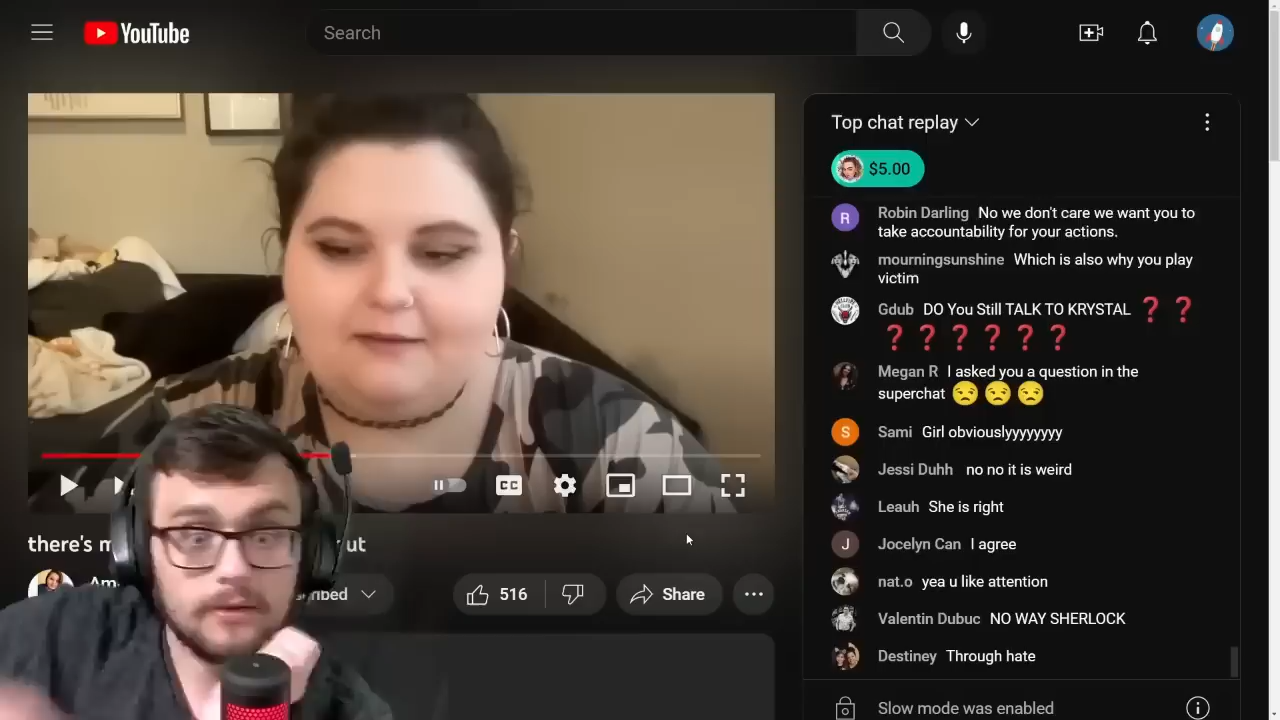 YouTube
Search
Top chat replay
$5.00
R
Robin Darling No we don't care we want you to
take accountability for your actions.
mourningsunshine Which is also why you play
victim
Gdub DO You Still TALK TO KRYSTAL ❓ ❓
❓ ❓ ❓ ❓ ❓ ❓
Megan R I asked you a question in the
superchat 😒 😒 😒
S
Sami Girl obviouslyyyyyyy
Jessi Duhh no no it is weird
CC
Leauh She is right
there's m
ut
J
Jocelyn Can I agree
Am
nat.o yea u like attention
516
Share
Valentin Dubuc NO WAY SHERLOCK
Destiney Through hate
Slow mode was enabled